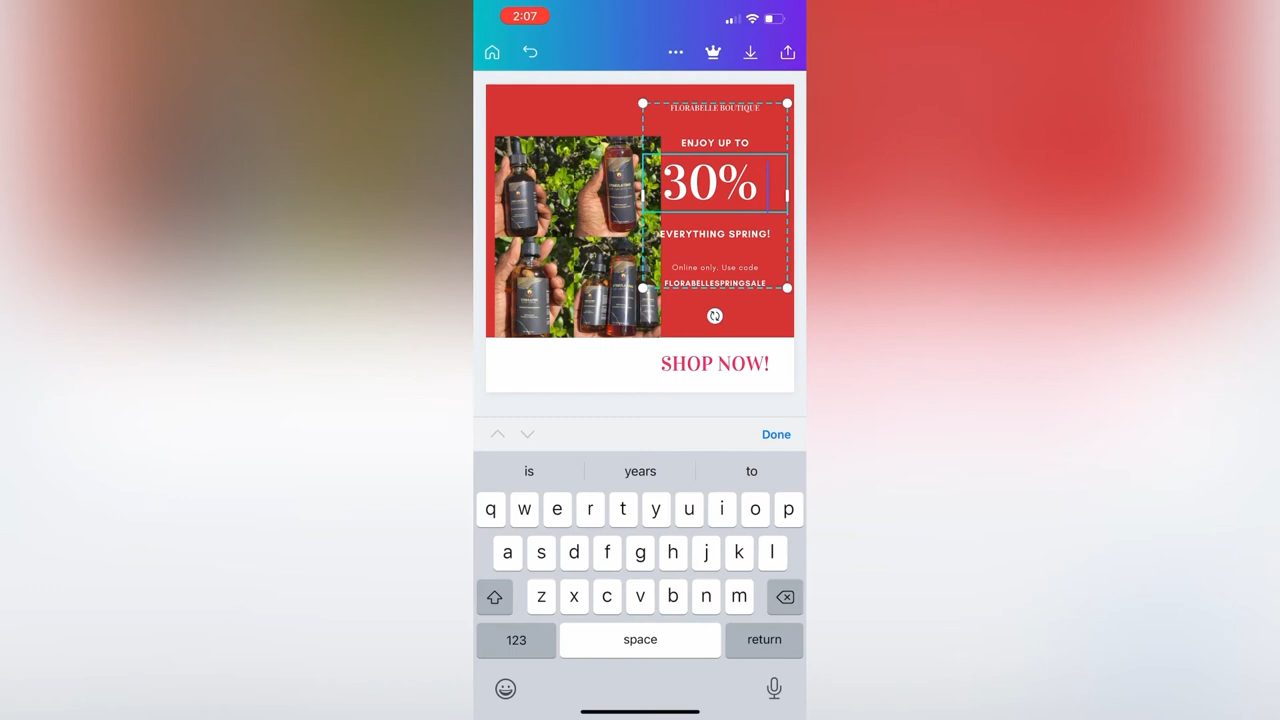 2:07
FLORABELLE BOUTIQUE
ENJOY UP TO
30%
EVERYTHING SPRING!
Online only. Use code
FLORABELLESPRINGSALE
SHOP NOW!
Done
is years to
q w e r t y u i o p
a s d f g h j k l
z x c v b n m
123 space return